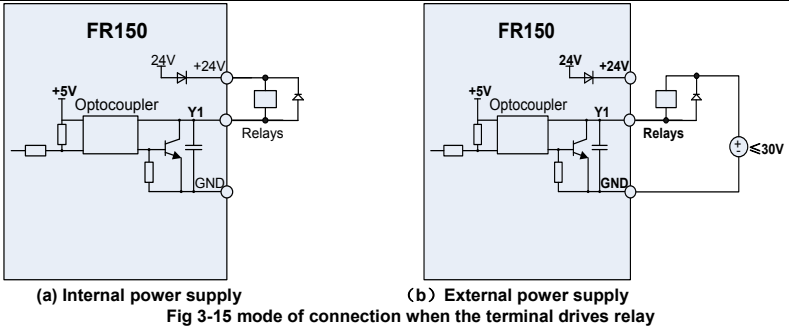 FR150
24V +24V
+5V
Optocoupler Y1
Relays
GND
(a) Internal power supply
FR150
24V +24V
+5V
Optocoupler Y1
Relays
+
-
≤30V
GND
(b) External power supply
Fig 3-15 mode of connection when the terminal drives relay